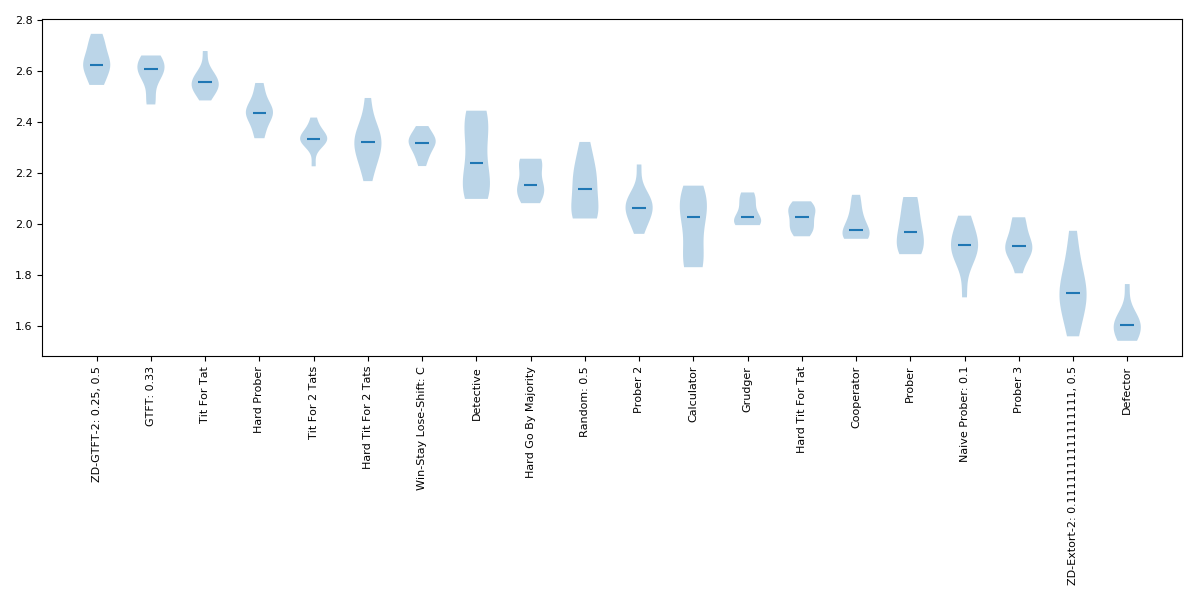 2.8
2.6
2.4
2.2
2.0
1.8
1.6
ZD-GTFT-2: 0.25, 0.5
GTFT: 0.33
Tit For Tat
Hard Prober
Tit For 2 Tats
Hard Tit For 2 Tats
Win-Stay Lose-Shift: C
Detective
Hard Go By Majority
Random: 0.5
Prober 2
Calculator
Grudger
Hard Tit For Tat
Cooperator
Prober
Naive Prober: 0.1
Prober 3
ZD-Extort-2: 0.1111111111111111, 0.5
Defector